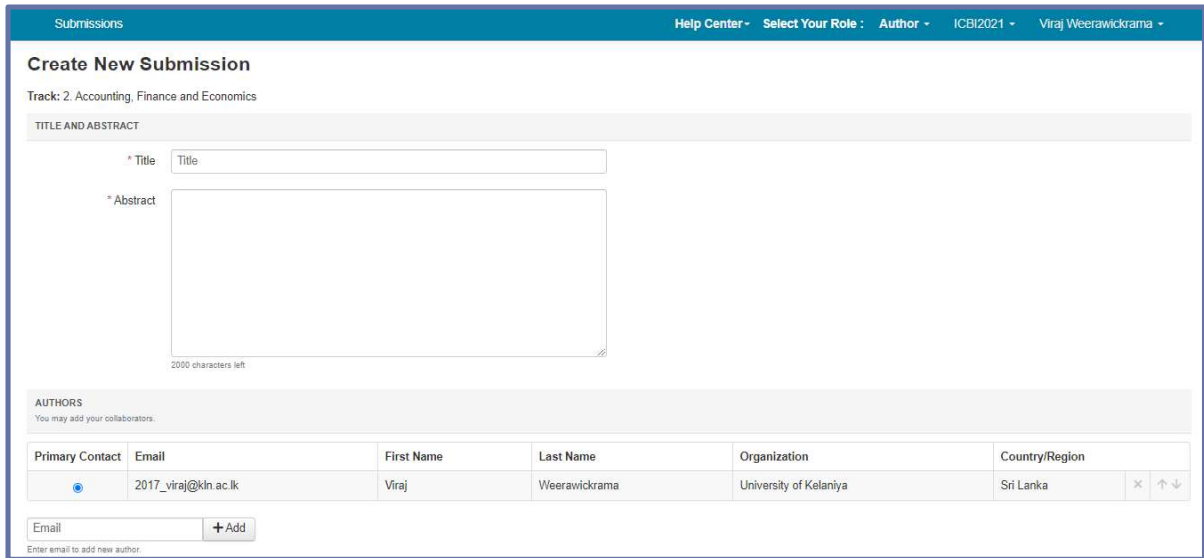 Submissions Help Center Select Your Role : Author ICBI2021 Viraj Weerawickrama
Create New Submission
Track: 2. Accounting, Finance and Economics
TITLE AND ABSTRACT
* Title Title
* Abstract
2000 characters left
AUTHORS
You may add your collaborators.
Primary Contact Email First Name Last Name Organization Country/Region
2017_viraj@kln.ac.lk Viraj Weerawickrama University of Kelaniya Sri Lanka
Email + Add
Enter email to add new author.